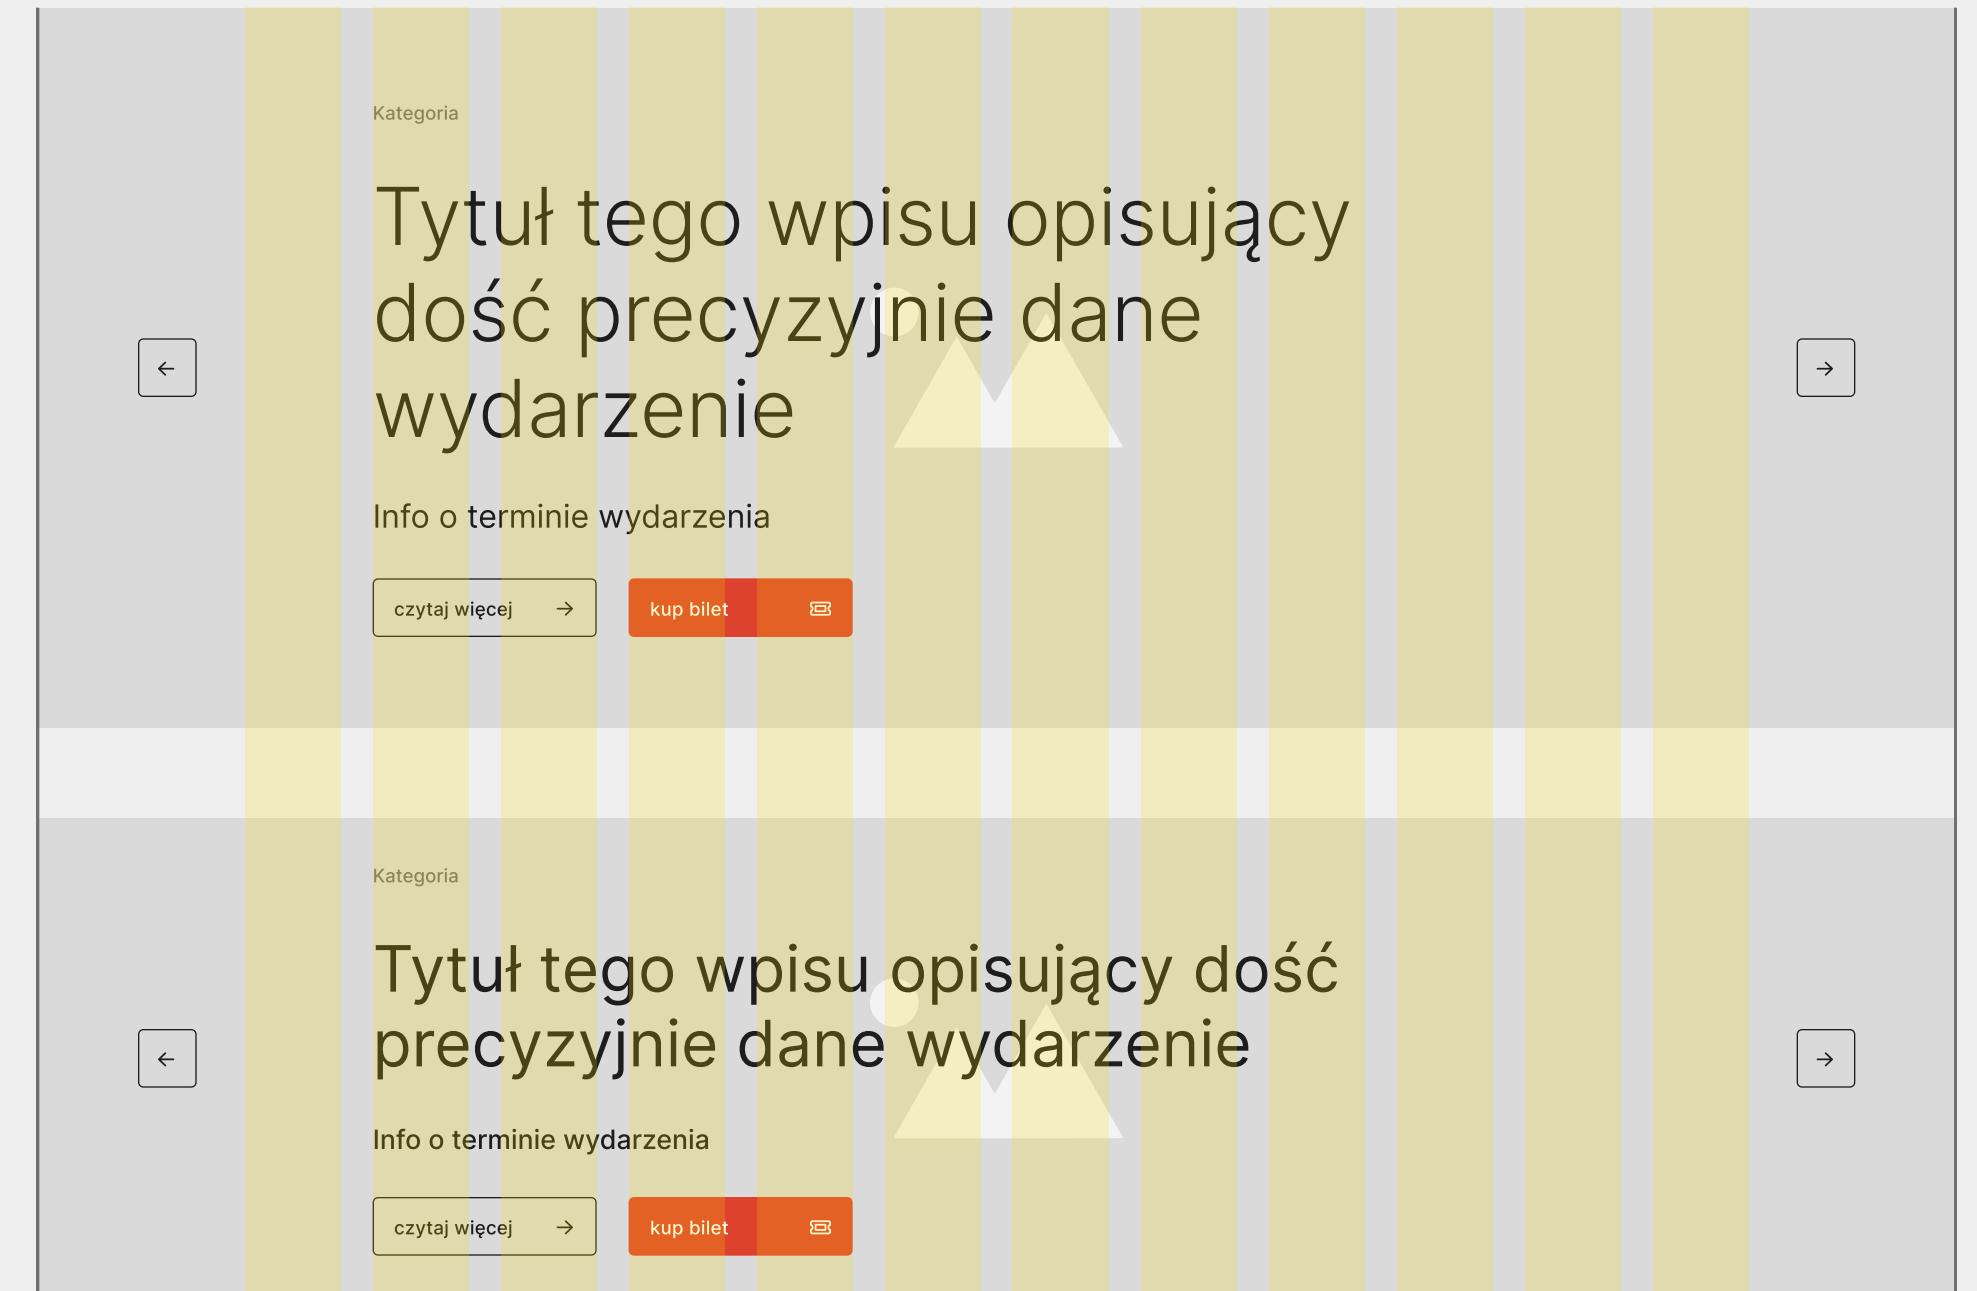 Kategoria
Tytuł tego wpisu opisujący
dość precyzyjnie dane
wydarzenie
Info o terminie wydarzenia
czytaj więcej
kup bilet
Kategoria
Tytuł tego wpisu opisujący dość
precyzyjnie dane wydarzenie
Info o terminie wydarzenia
czytaj więcej
kup bilet